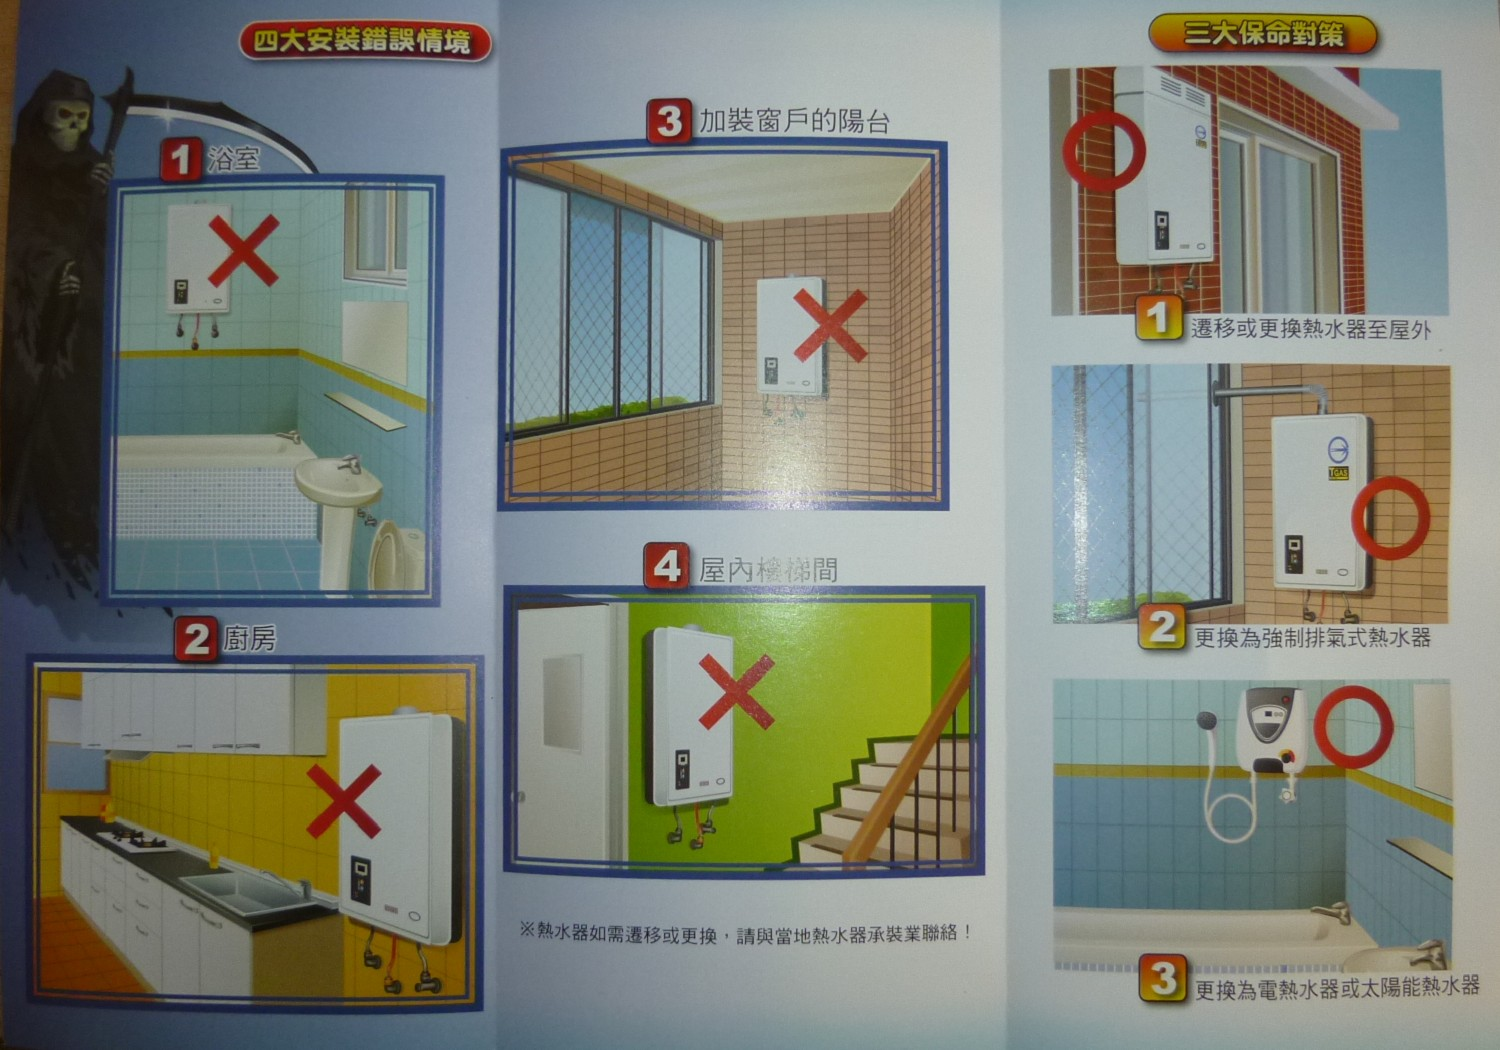 四大安裝錯誤情境
1 浴室
2 廚房
3 加裝窗戶的陽台
4 屋內樓梯間
※熱水器如需遷移或更換，請與當地熱水器承裝業聯絡！
三大保命對策
1 遷移或更換熱水器至屋外
TGAS
2 更換為強制排氣式熱水器
3 更換為電熱水器或太陽能熱水器